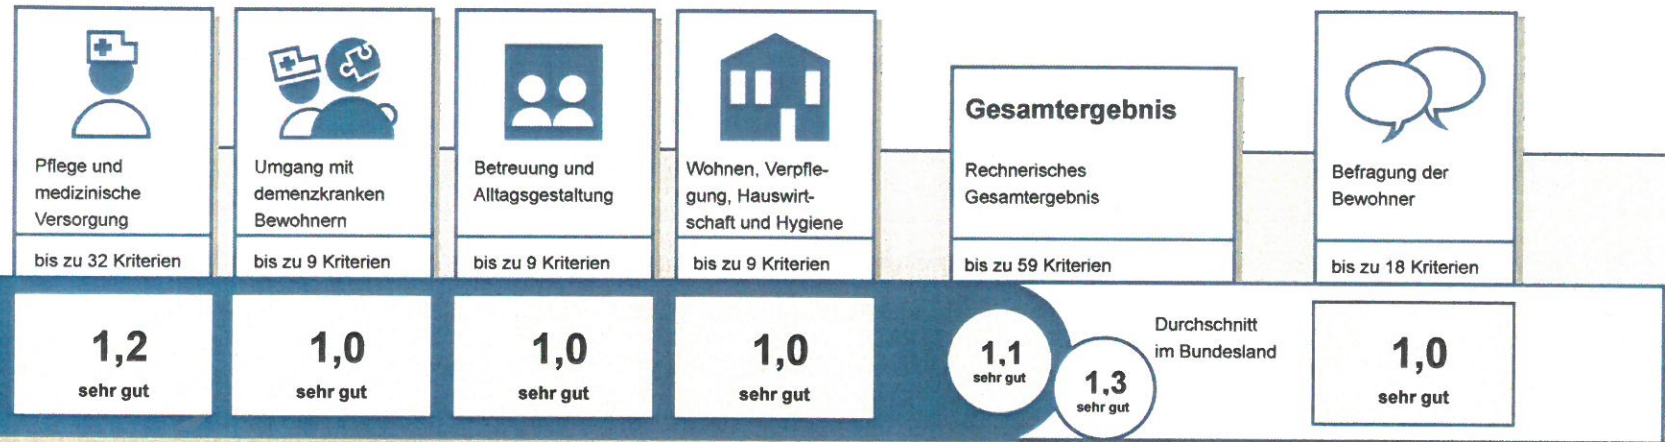 Pflege und
medizinische
Versorgung
bis zu 32 Kriterien
1,2
sehr gut
Umgang mit
demenzkranken
Bewohnern
bis zu 9 Kriterien
1,0
sehr gut
Betreuung und
Alltagsgestaltung
bis zu 9 Kriterien
1,0
sehr gut
Wohnen, Verpfle-
gung, Hauswirt-
schaft und Hygiene
bis zu 9 Kriterien
1,0
sehr gut
Gesamtergebnis
Rechnerisches
Gesamtergebnis
bis zu 59 Kriterien
1,1
sehr gut
1,3
sehr gut
Durchschnitt
im Bundesland
Befragung der
Bewohner
bis zu 18 Kriterien
1,0
sehr gut